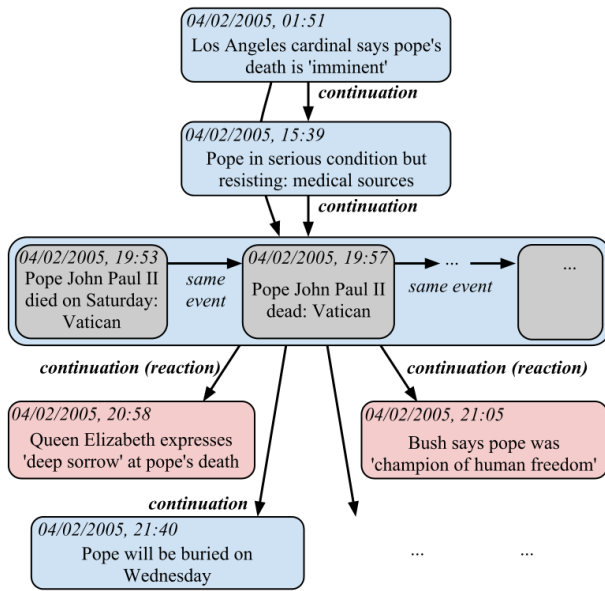 04/02/2005, 01:51
Los Angeles cardinal says pope's
death is 'imminent'
continuation
04/02/2005, 15:39
Pope in serious condition but
resisting: medical sources
continuation
04/02/2005, 19:53
Pope John Paul II
died on Saturday:
Vatican
same
event
04/02/2005, 19:57
Pope John Paul II
dead: Vatican
...
same event
...
continuation (reaction)
continuation (reaction)
04/02/2005, 20:58
Queen Elizabeth expresses
'deep sorrow' at pope's death
04/02/2005, 21:05
Bush says pope was
'champion of human freedom'
continuation
04/02/2005, 21:40
Pope will be buried on
Wednesday
...
...